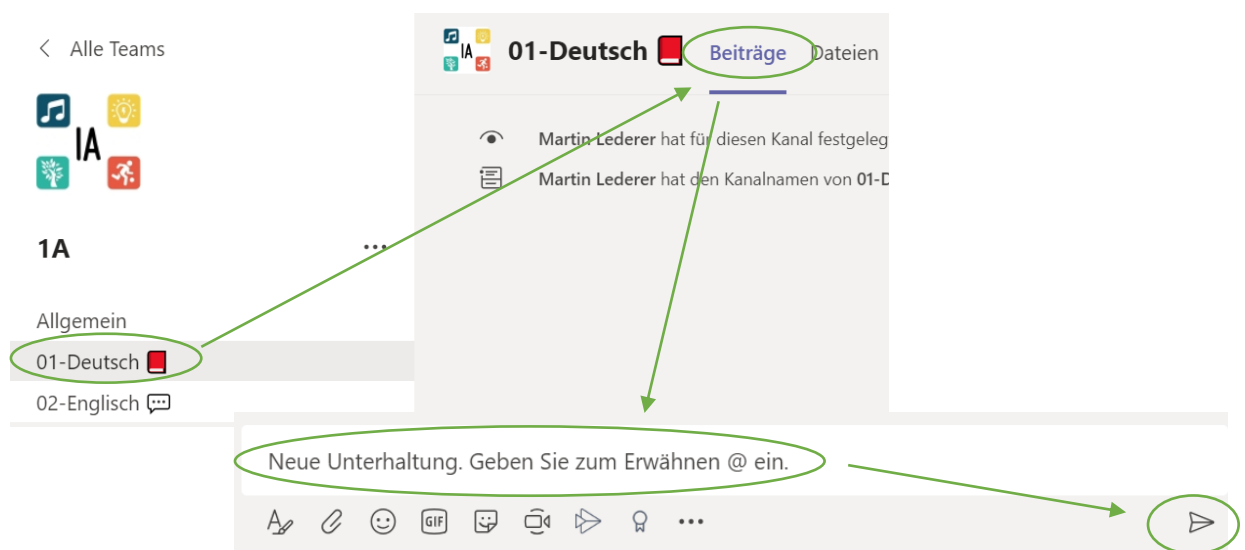 Alle Teams
IA
1A
...
Allgemein
01-Deutsch
02-Englisch
IA
01-Deutsch Beiträge Dateien
Martin Lederer hat für diesen Kanal festgeleg
Martin Lederer hat den Kanalnamen von 01-D
Neue Unterhaltung. Geben Sie zum Erwähnen @ ein.
GIF